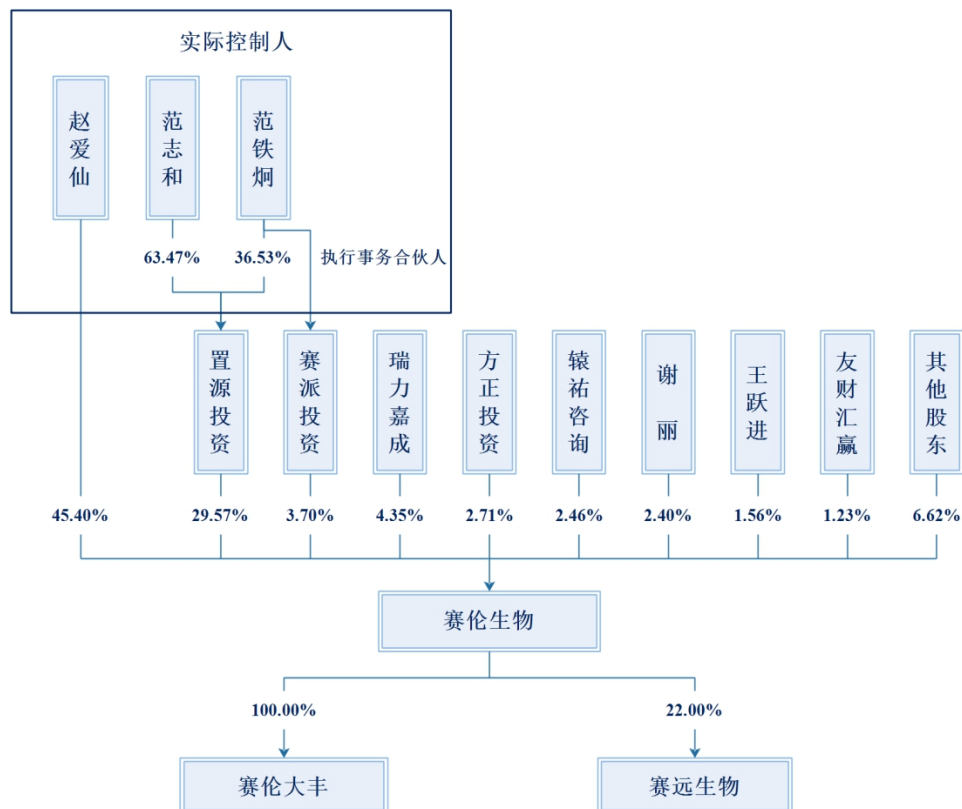 实际控制人
赵爱仙
范志和
范铁炯
63.47%
36.53%
执行事务合伙人
置源投资
赛派投资
瑞力嘉成
方正投资
辕祐咨询
谢丽
王跃进
友财汇赢
其他股东
45.40%
29.57%
3.70%
4.35%
2.71%
2.46%
2.40%
1.56%
1.23%
6.62%
赛伦生物
100.00%
22.00%
赛伦大丰
赛远生物